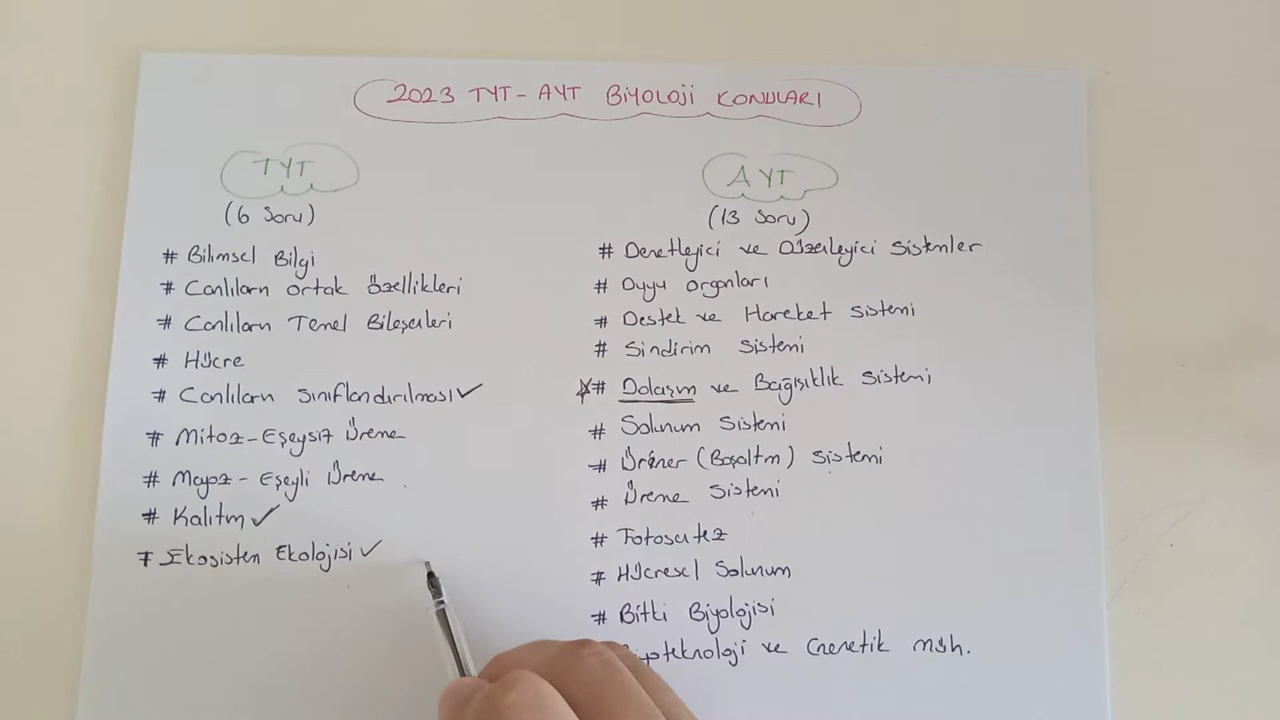 2023 TYT - AYT BİYOLOJİ KONULARI
TYT
(6 Soru)
# Bilimsel Bilgi
# Canlıların Ortak Özellikleri
# Canlıların Temel Bileşenleri
# Hücre
# Canlıların Sınıflandırılması ✓
# Mitoz - Eşeysiz Üreme
# Mayoz - Eşeyli Üreme
# Kalıtım ✓
# Ekosistem Ekolojisi ✓
AYT
(13 Soru)
# Denetleyici ve Düzenleyici Sistemler
# Duyu Organları
# Destek ve Hareket Sistemi
# Sindirim Sistemi
☆# Dolaşım ve Bağışıklık Sistemi
# Solunum Sistemi
# Üriner (Boşaltım) Sistemi
# Üreme Sistemi
# Fotosentez
# Hücresel Solunum
# Bitki Biyolojisi
ve Genetik müh.